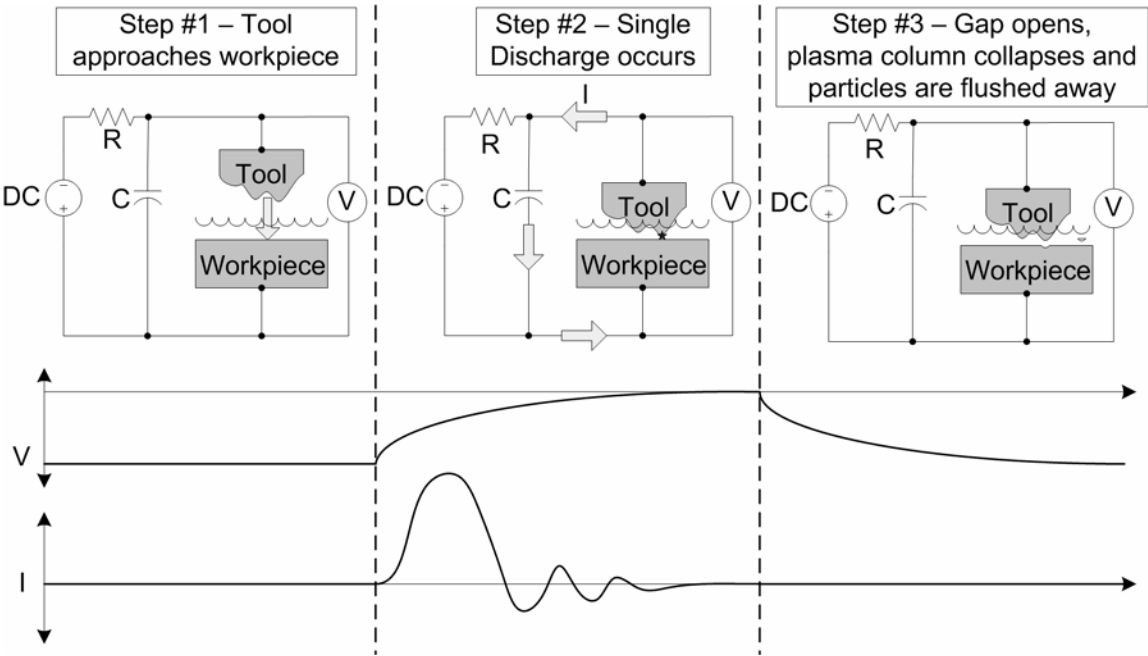 Step #1 – Tool
approaches workpiece
Step #2 – Single
Discharge occurs
Step #3 – Gap opens,
plasma column collapses and
particles are flushed away
R
DC
-
+
C
Tool
V
Workpiece
I
R
DC
-
+
C
Tool
V
Workpiece
R
DC
-
+
C
Tool
V
Workpiece
V
I